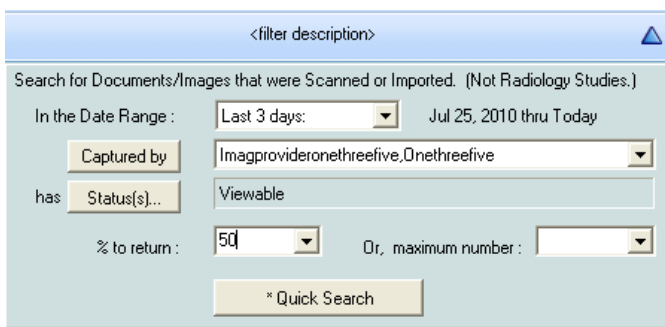 <filter description>
Search for Documents/Images that were Scanned or Imported. (Not Radiology Studies.)
In the Date Range : Last 3 days: Jul 25, 2010 thru Today
Captured by Imagprovideronethreefive,Onethreefive
has Status(s)... Viewable
% to return : 50 Or, maximum number :
* Quick Search